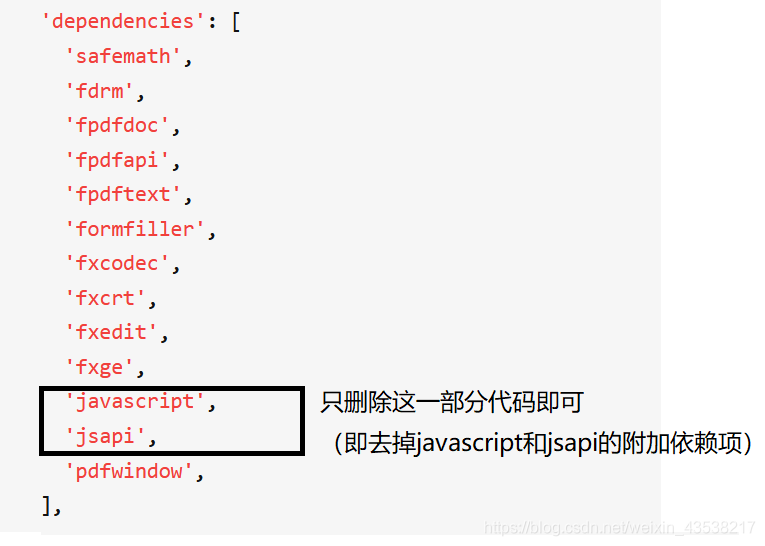 'dependencies': [
'safemath',
'fdrm',
'fpdfdoc',
'fpdfapi',
'fpdftext',
'formfiller',
'fxcodec',
'fxcrt',
'fxedit',
'fxge',
'javascript', 只删除这一部分代码即可
'jsapi', （即去掉javascript和jsapi的附加依赖项）
'pdfwindow',
],
https://blog.csdn.net/weixin_43538217